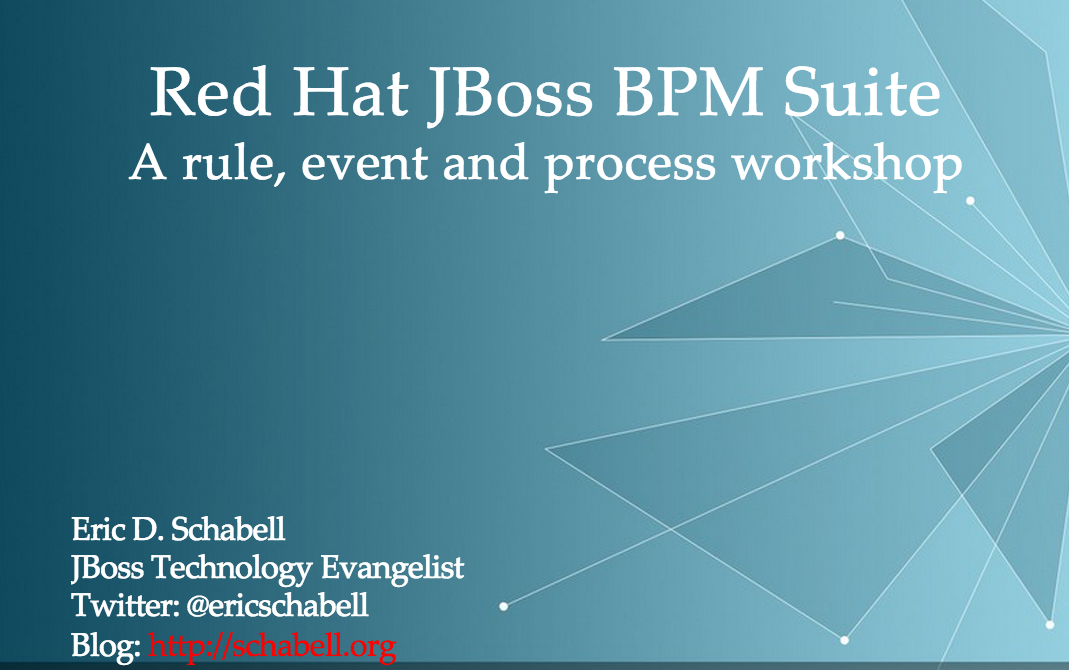 Red Hat JBoss BPM Suite
A rule, event and process workshop
Eric D. Schabell
JBoss Technology Evangelist
Twitter: @ericschabell
Blog: http://schabell.org